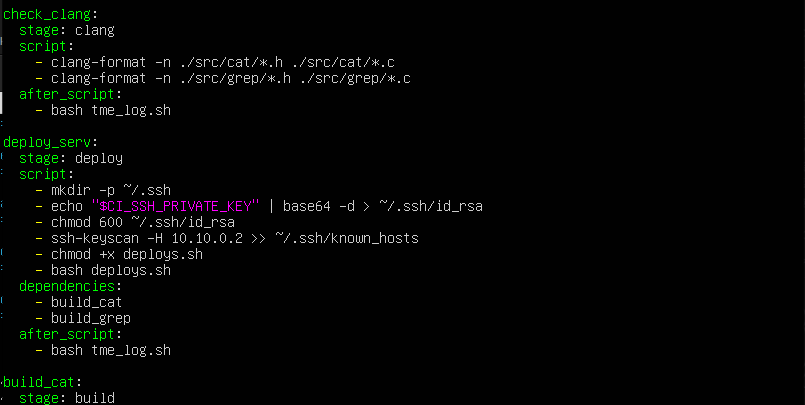 check_clang:
  stage: clang
  script:
    - clang-format -n ./src/cat/*.h ./src/cat/*.c
    - clang-format -n ./src/grep/*.h ./src/grep/*.c
  after_script:
    - bash tme_log.sh

deploy_serv:
  stage: deploy
  script:
    - mkdir -p ~/.ssh
    - echo "$CI_SSH_PRIVATE_KEY" | base64 -d > ~/.ssh/id_rsa
    - chmod 600 ~/.ssh/id_rsa
    - ssh-keyscan -H 10.10.0.2 >> ~/.ssh/known_hosts
    - chmod +x deploys.sh
    - bash deploys.sh
  dependencies:
    - build_cat
    - build_grep
  after_script:
    - bash tme_log.sh

build_cat:
  stage: build